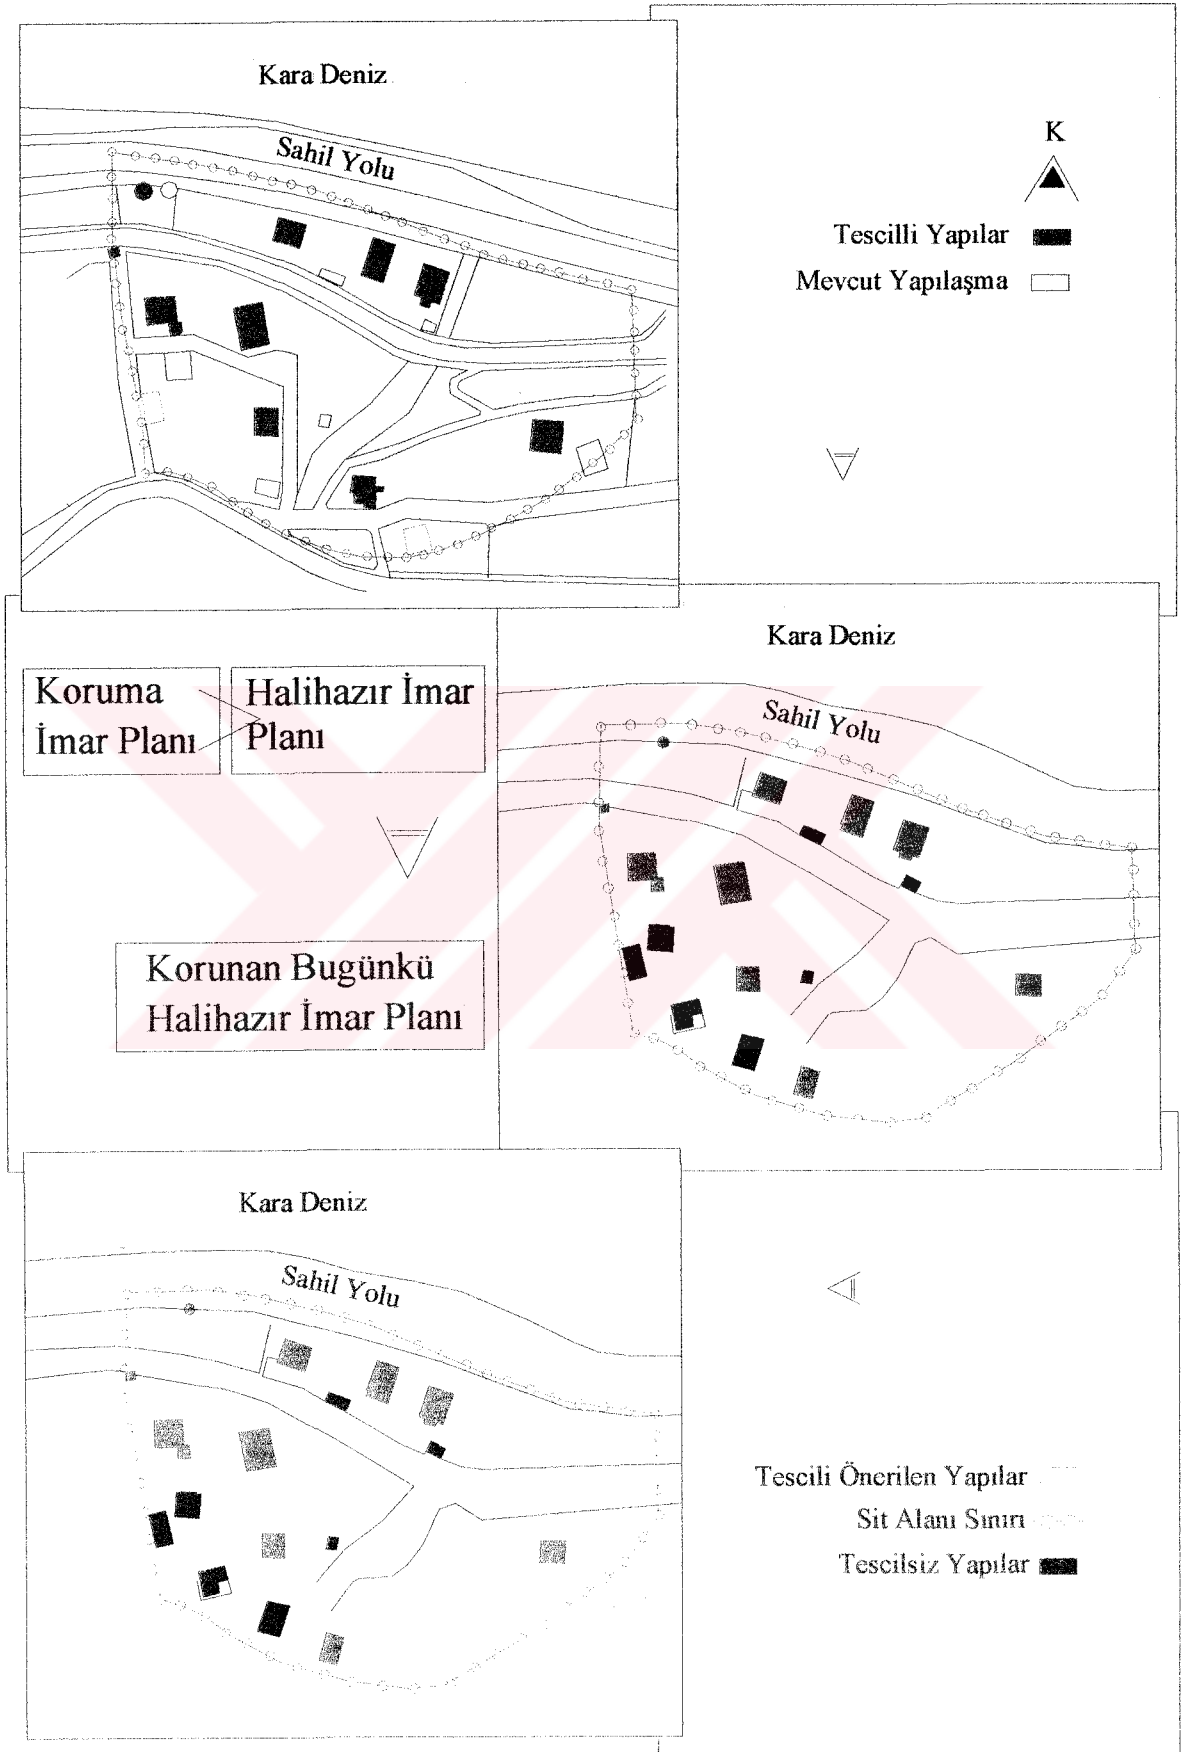 Kara Deniz
Sahil Yolu
K
Tescilli Yapılar
Mevcut Yapılaşma
Koruma
İmar Planı
Halihazır İmar
Planı
Kara Deniz
Sahil Yolu
Korunan Bugünkü
Halihazır İmar Planı
Kara Deniz
Sahil Yolu
Tescili Önerilen Yapılar
Sit Alanı Sınırı
Tescilsiz Yapılar